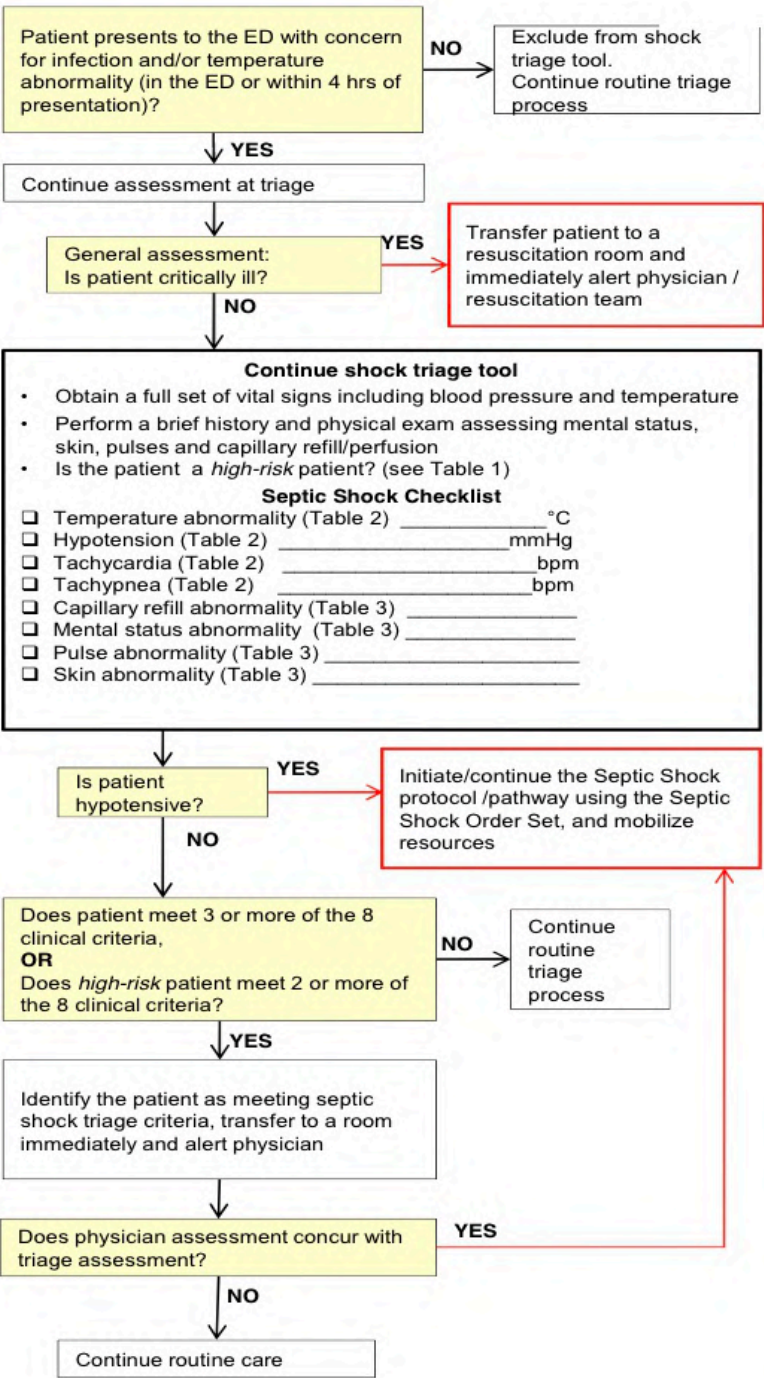 Patient presents to the ED with concern
for infection and/or temperature
abnormality (in the ED or within 4 hrs of
presentation)?
NO
Exclude from shock
triage tool.
Continue routine triage
process
YES
Continue assessment at triage
General assessment:
Is patient critically ill?
YES
Transfer patient to a
resuscitation room and
immediately alert physician /
resuscitation team
NO
Continue shock triage tool
• Obtain a full set of vital signs including blood pressure and temperature
• Perform a brief history and physical exam assessing mental status,
skin, pulses and capillary refill/perfusion
• Is the patient a high-risk patient? (see Table 1)
Septic Shock Checklist
❑ Temperature abnormality (Table 2) _____________°C
❑ Hypotension (Table 2) _____________________mmHg
❑ Tachycardia (Table 2) _______________________bpm
❑ Tachypnea (Table 2) _________________________bpm
❑ Capillary refill abnormality (Table 3) _______________
❑ Mental status abnormality (Table 3) _______________
❑ Pulse abnormality (Table 3) _______________________
❑ Skin abnormality (Table 3) ________________________
Is patient
hypotensive?
YES
Initiate/continue the Septic Shock
protocol /pathway using the Septic
Shock Order Set, and mobilize
resources
NO
Does patient meet 3 or more of the 8
clinical criteria,
OR
Does high-risk patient meet 2 or more of
the 8 clinical criteria?
NO
Continue
routine
triage
process
YES
Identify the patient as meeting septic
shock triage criteria, transfer to a room
immediately and alert physician
Does physician assessment concur with
triage assessment?
YES
NO
Continue routine care